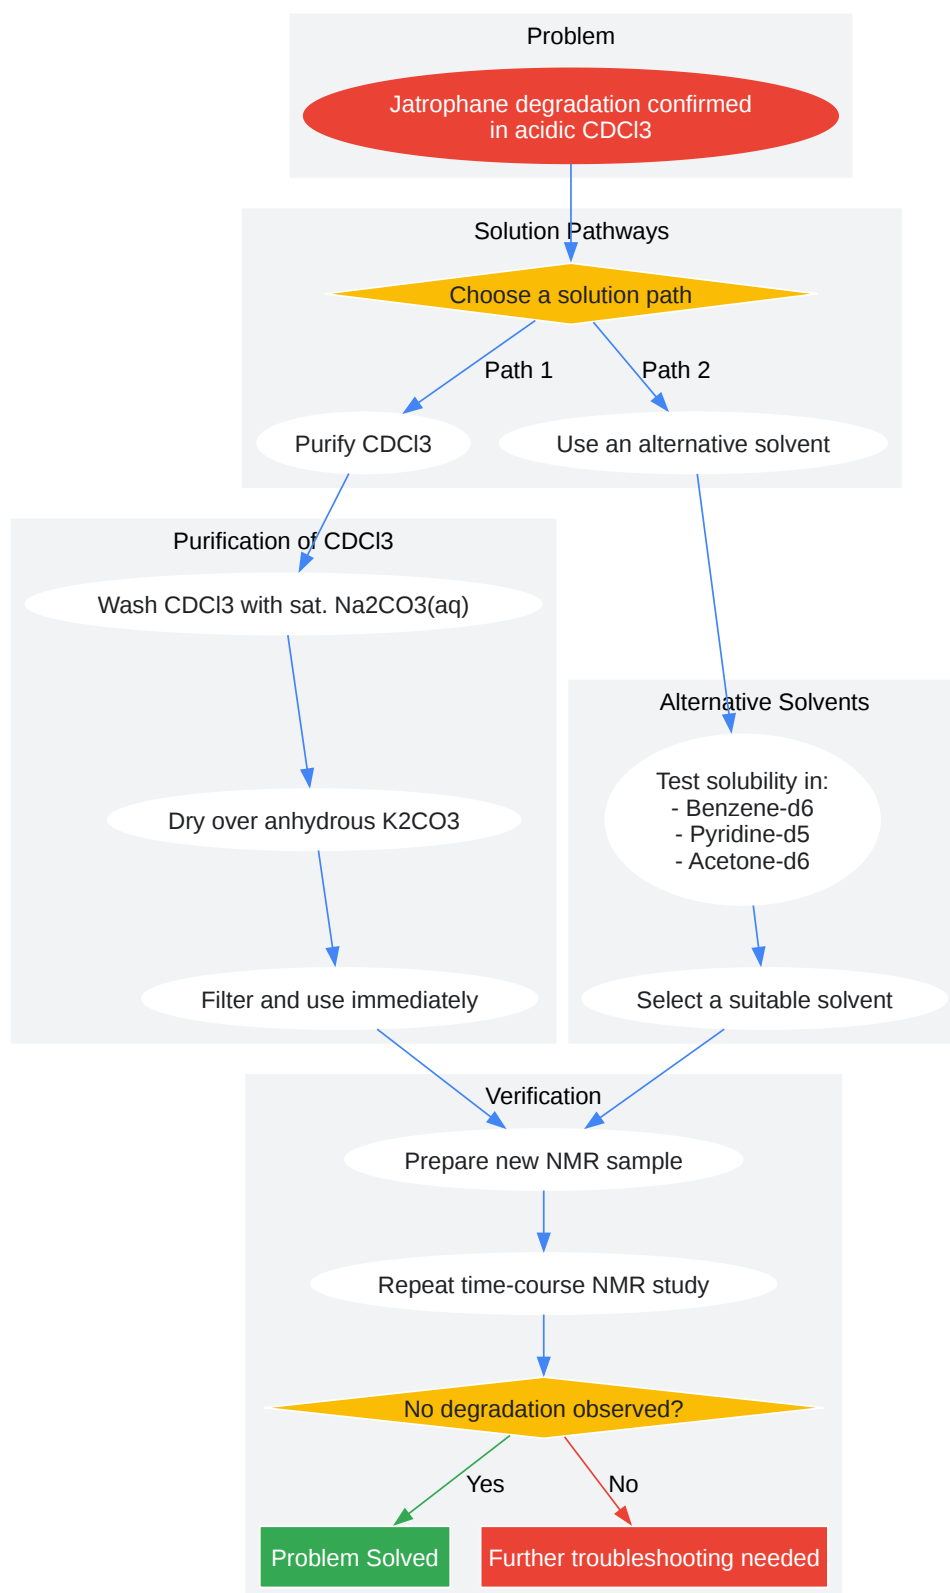 Problem
Jatrophane degradation confirmed
in acidic CDCl3
Solution Pathways
Choose a solution path
Path 1
Path 2
Purify CDCl3
Use an alternative solvent
Purification of CDCl3
Wash CDCl3 with sat. Na2CO3(aq)
Dry over anhydrous K2CO3
Filter and use immediately
Alternative Solvents
Test solubility in:
- Benzene-d6
- Pyridine-d5
- Acetone-d6
Select a suitable solvent
Verification
Prepare new NMR sample
Repeat time-course NMR study
No degradation observed?
Yes
No
Problem Solved
Further troubleshooting needed